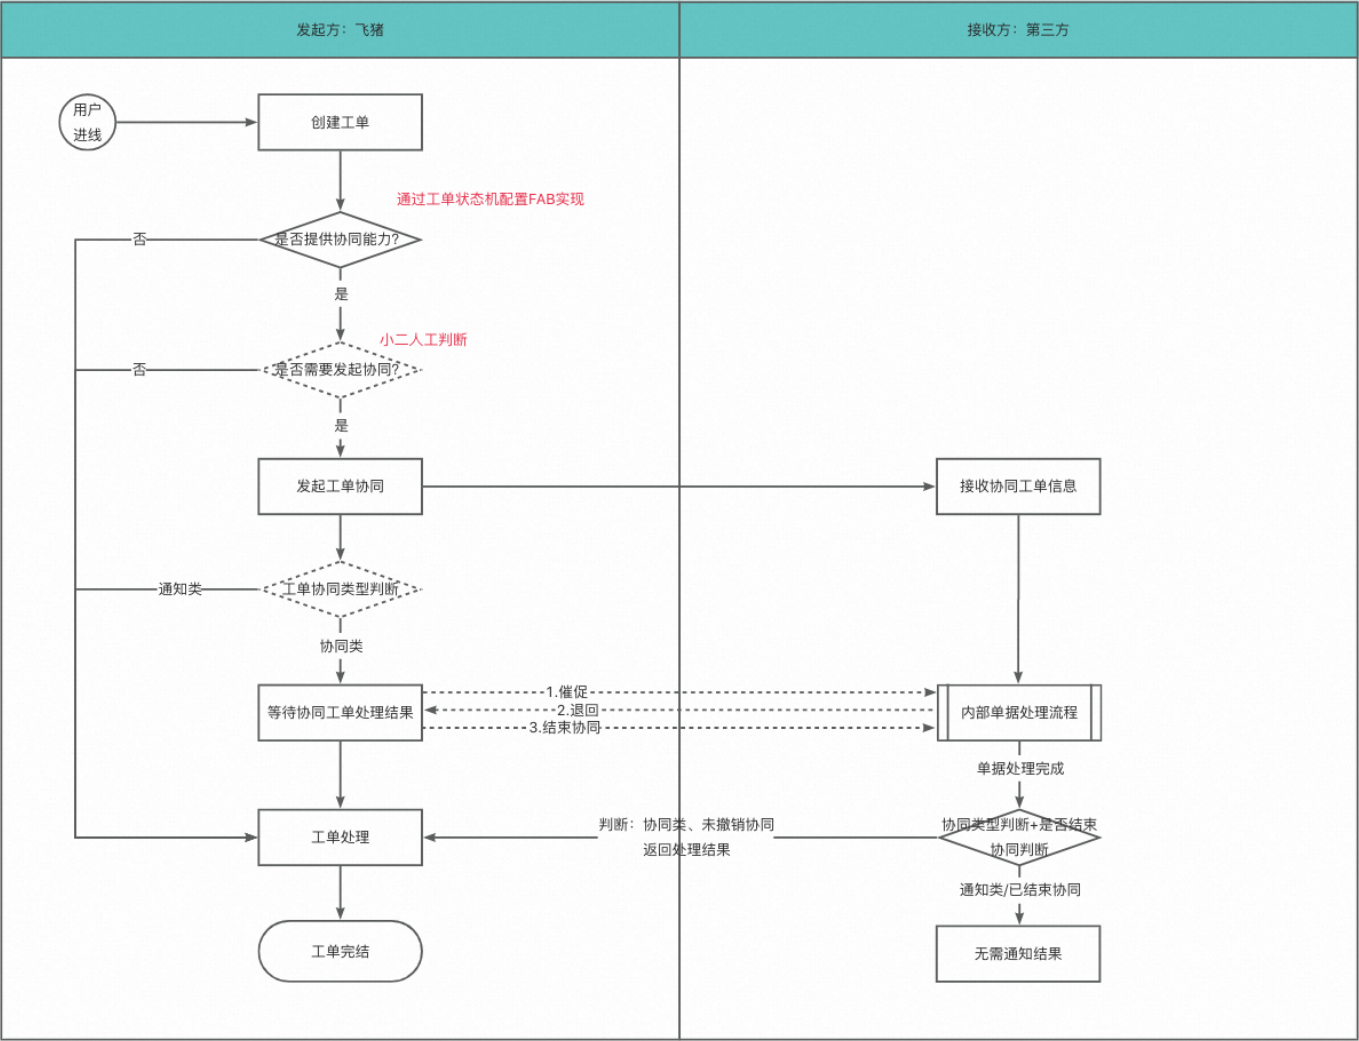 发起方：飞猪
接收方：第三方
用户
进线
创建工单
通过工单状态机配置FAB实现
否
是否提供协同能力?
是
小二人工判断
否
是否需要发起协同?
是
发起工单协同
接收协同工单信息
通知类
工单协同类型判断
协同类
1.催促
等待协同工单处理结果
2.退回
内部单据处理流程
3.结束协同
单据处理完成
判断：协同类、未撤销协同
返回处理结果
协同类型判断+是否结束
协同判断
工单处理
通知类/已结束协同
工单完结
无需通知结果